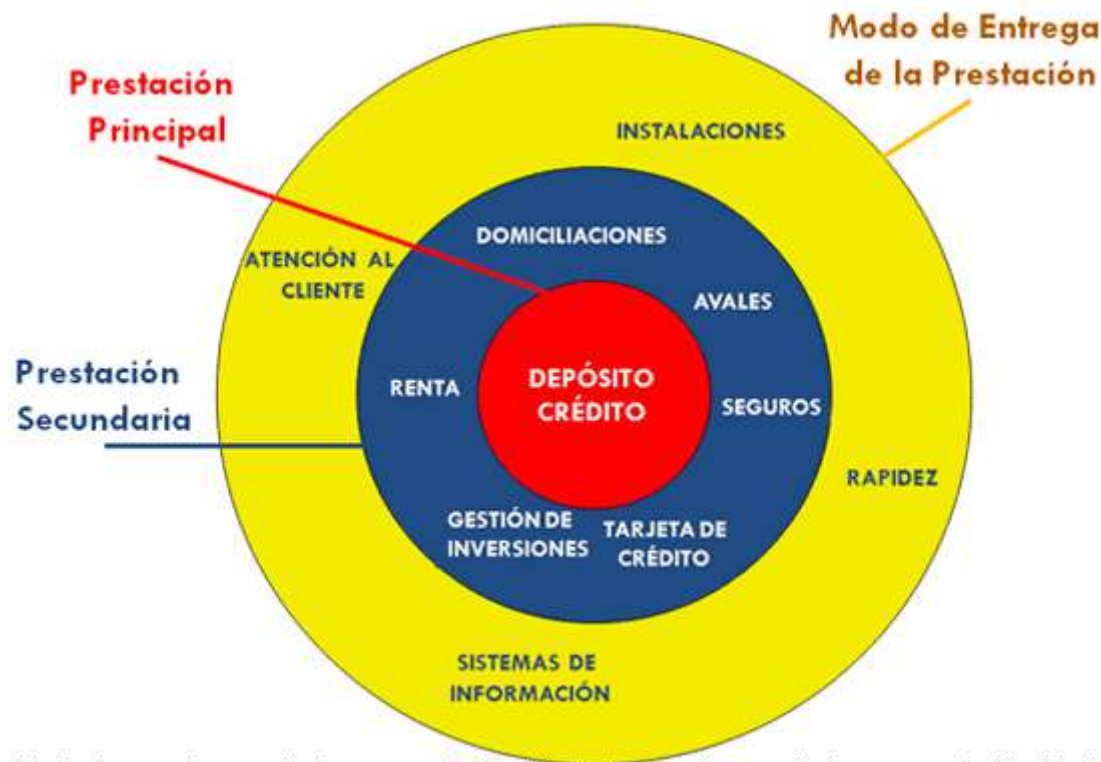 Modo de Entrega
de la Prestación
Prestación
Principal
INSTALACIONES
DOMICILIACIONES
ATENCIÓN AL
CLIENTE
AVALES
Prestación
Secundaria
RENTA
DEPÓSITO
CRÉDITO
SEGUROS
RAPIDEZ
GESTIÓN DE
INVERSIONES
TARJETA DE
CRÉDITO
SISTEMAS DE
INFORMACIÓN